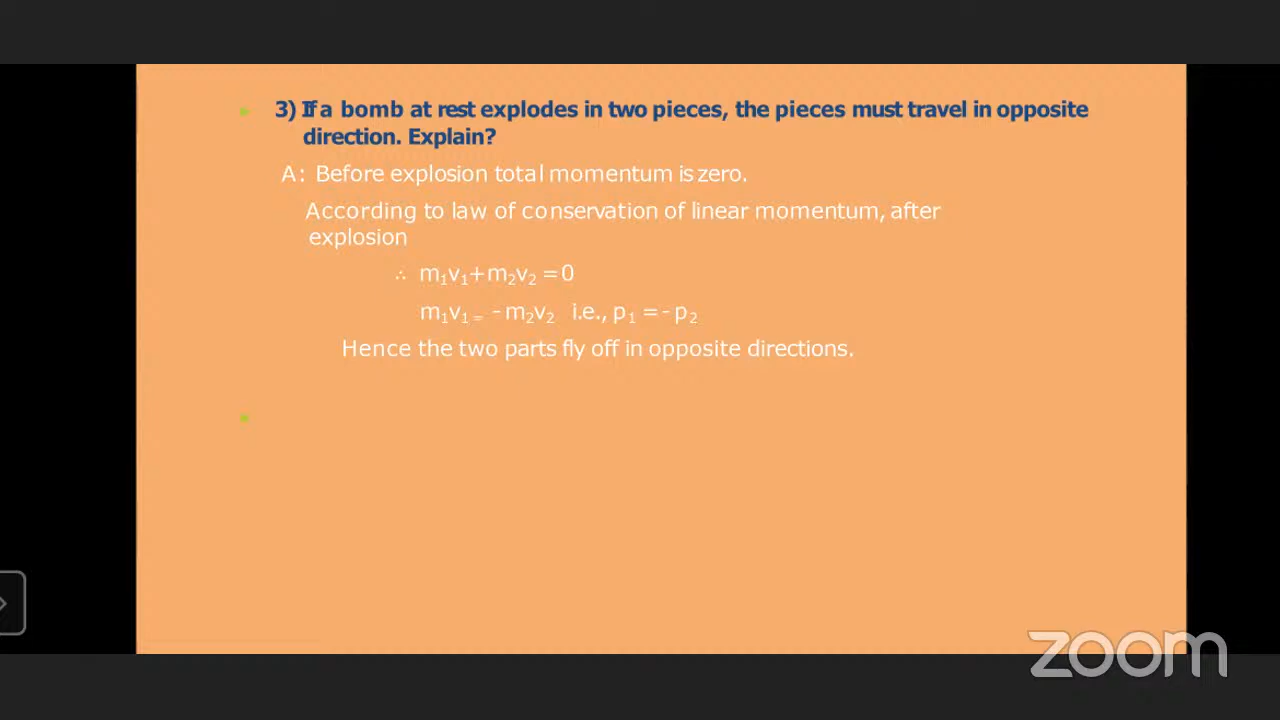 3) If a bomb at rest explodes in two pieces, the pieces must travel in opposite
direction. Explain?
A: Before explosion total momentum is zero.
According to law of conservation of linear momentum, after
explosion
∴ m₁v₁+m₂v₂ =0
m₁v₁ ₌ - m₂v₂ i.e., p₁ =- p₂
Hence the two parts fly off in opposite directions.
zoom